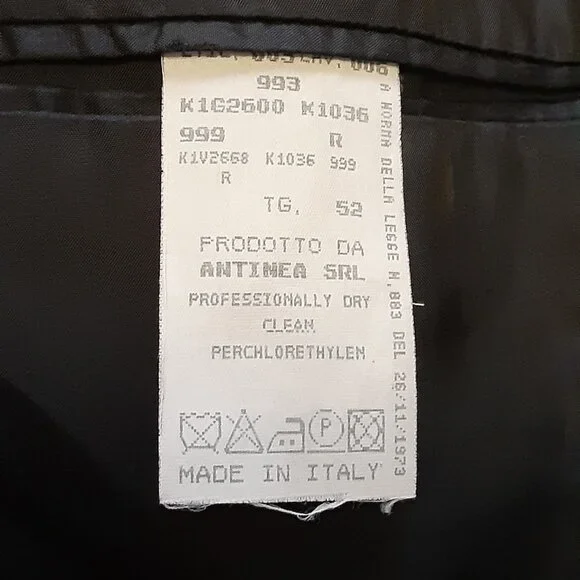 993
K1G2600 K1036
999 R
K1V2668 K1036 999
R
TG. 52
PRODOTTO DA
ANTINEA SRL
PROFESSIONALLY DRY
CLEAN
PERCHLORETHYLEN
P
MADE IN ITALY
A NORMA DELLA LEGGE N.883 DEL 26/11/1973